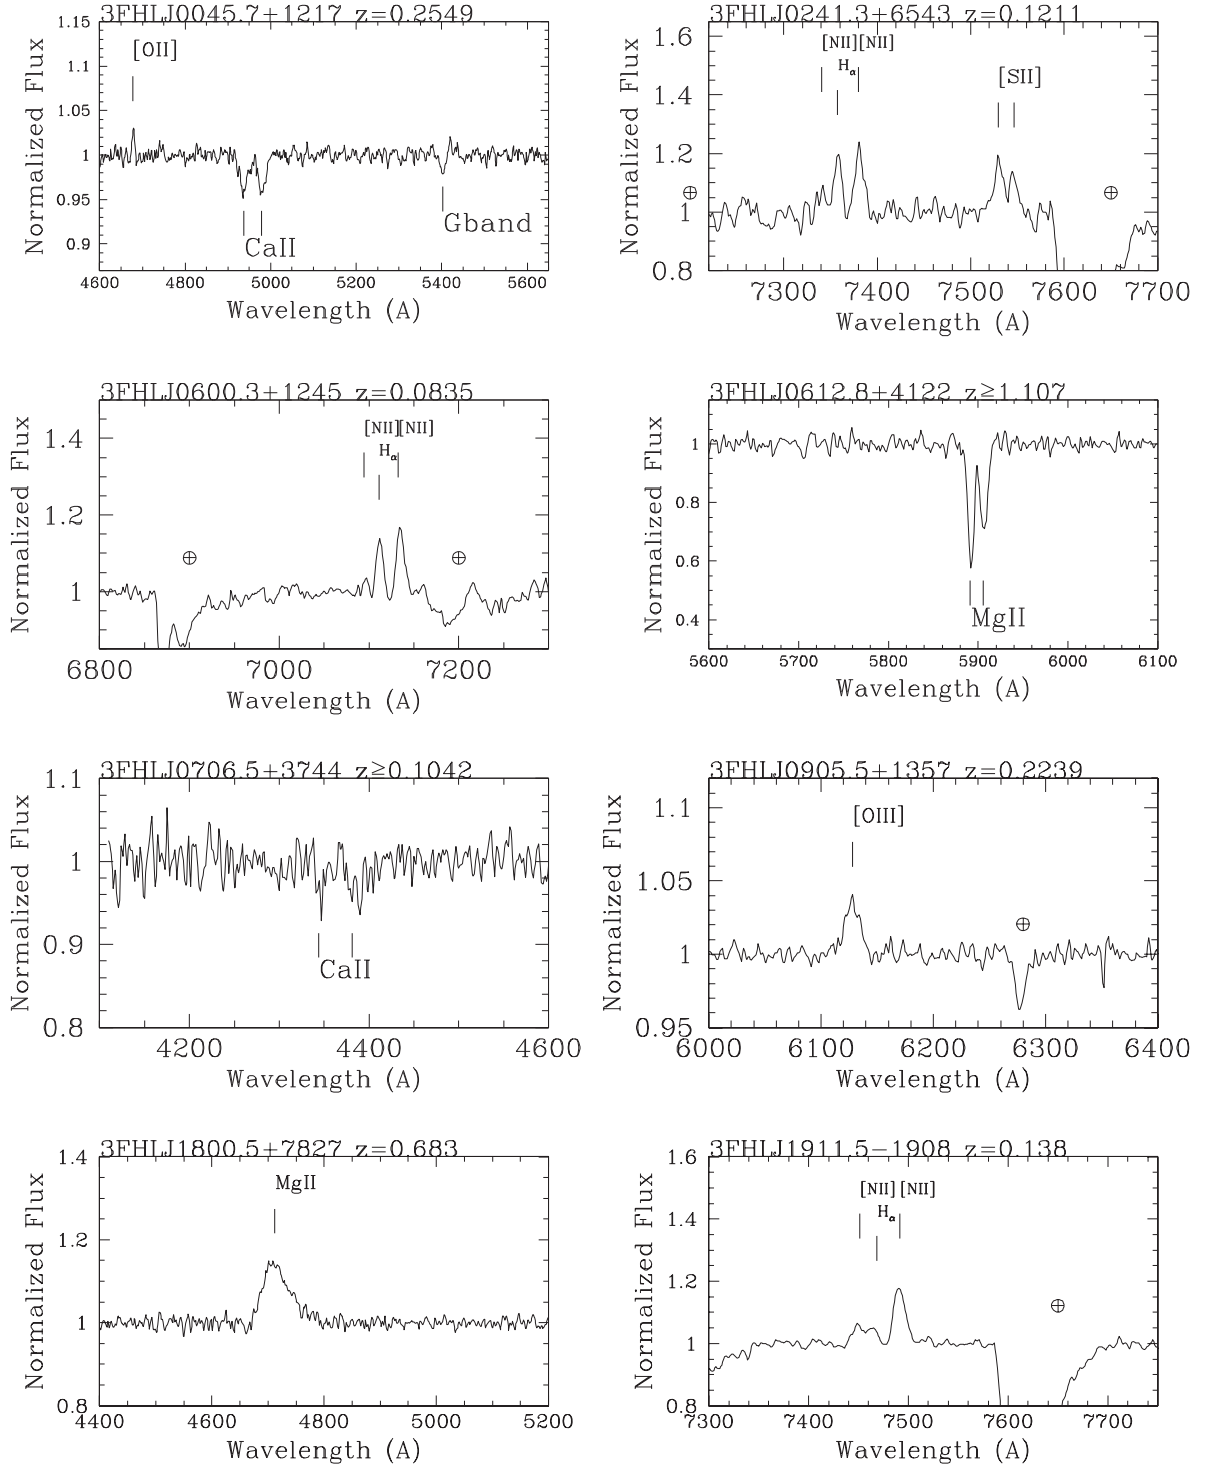 3FHLJ0045.7+1217 z=0.2549
1.15
1.1
1.05
1
0.95
0.9
[OII]
CaII
Gband
4600 4800 5000 5200 5400 5600
Wavelength (A)
Normalized Flux
3FHLJ0241.3+6543 z=0.1211
1.6
1.4
1.2
1
0.8
[NII][NII]
Hα
[SII]
⊕
⊕
7300 7400 7500 7600 7700
Wavelength (A)
Normalized Flux
3FHLJ0600.3+1245 z=0.0835
1.4
1.2
1
[NII][NII]
Hα
⊕
⊕
6800 7000 7200
Wavelength (A)
Normalized Flux
3FHLJ0612.8+4122 z≥1.107
1
0.8
0.6
0.4
MgII
5600 5700 5800 5900 6000 6100
Wavelength (A)
Normalized Flux
3FHLJ0706.5+3744 z≥0.1042
1.1
1
0.9
0.8
CaII
4200 4400 4600
Wavelength (A)
Normalized Flux
3FHLJ0905.5+1357 z=0.2239
1.1
1.05
1
0.95
[OIII]
⊕
6000 6100 6200 6300 6400
Wavelength (A)
Normalized Flux
3FHLJ1800.5+7827 z=0.683
1.4
1.2
1
0.8
MgII
4400 4600 4800 5000 5200
Wavelength (A)
Normalized Flux
3FHLJ1911.5−1908 z=0.138
1.6
1.4
1.2
1
0.8
[NII] [NII]
Hα
⊕
7300 7400 7500 7600 7700
Wavelength (A)
Normalized Flux